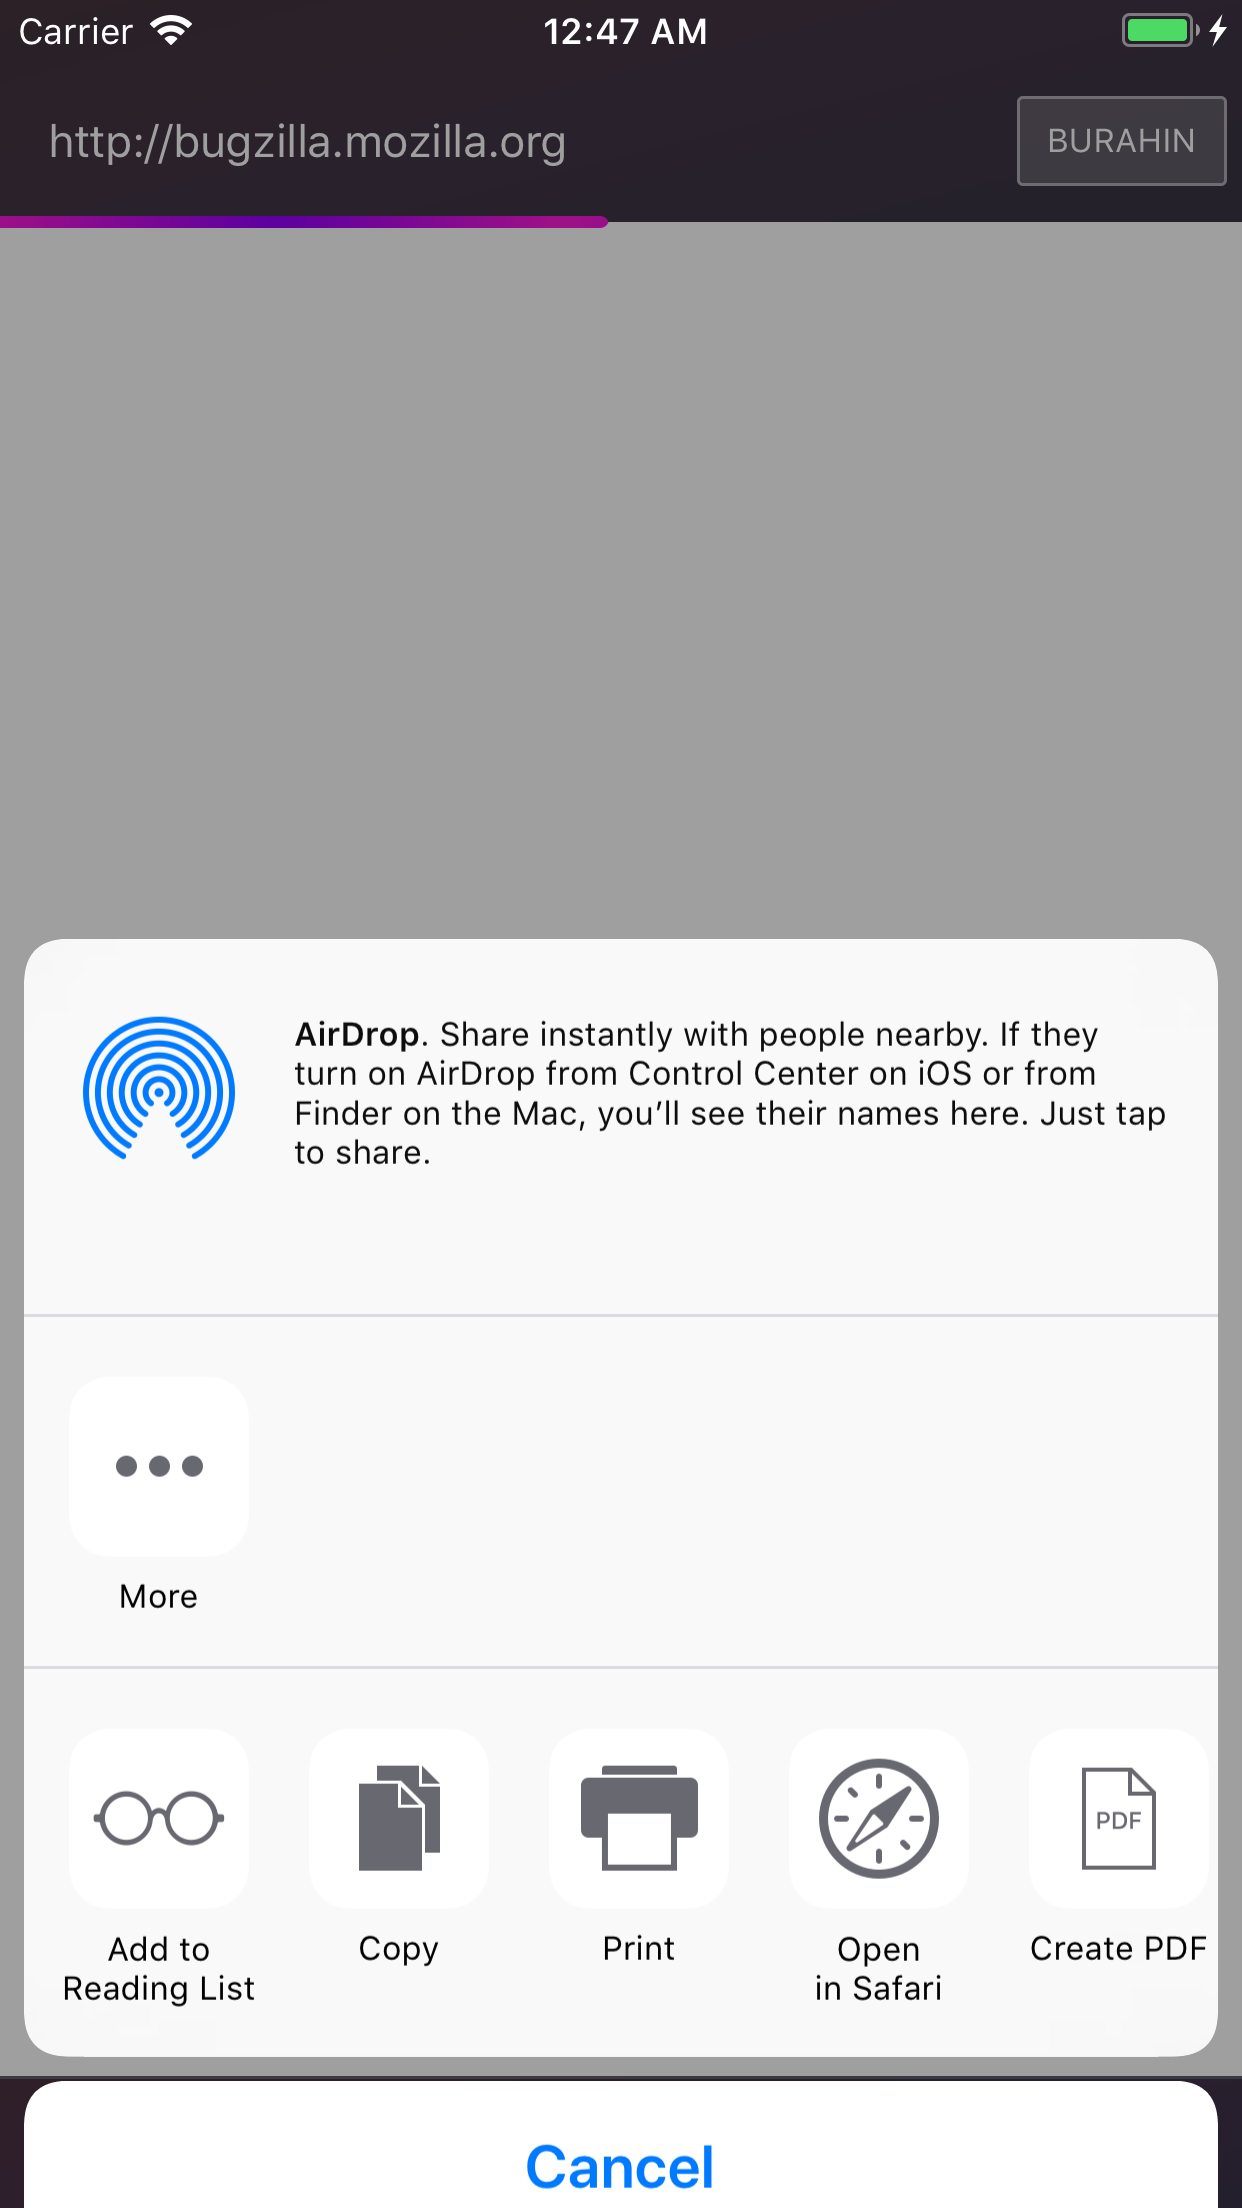 Carrier 12:47 AM
http://bugzilla.mozilla.org BURAHIN
AirDrop. Share instantly with people nearby. If they
turn on AirDrop from Control Center on iOS or from
Finder on the Mac, you’ll see their names here. Just tap
to share.
More
Add to
Reading List
Copy
Print
Open
in Safari
PDF
Create PDF
Cancel